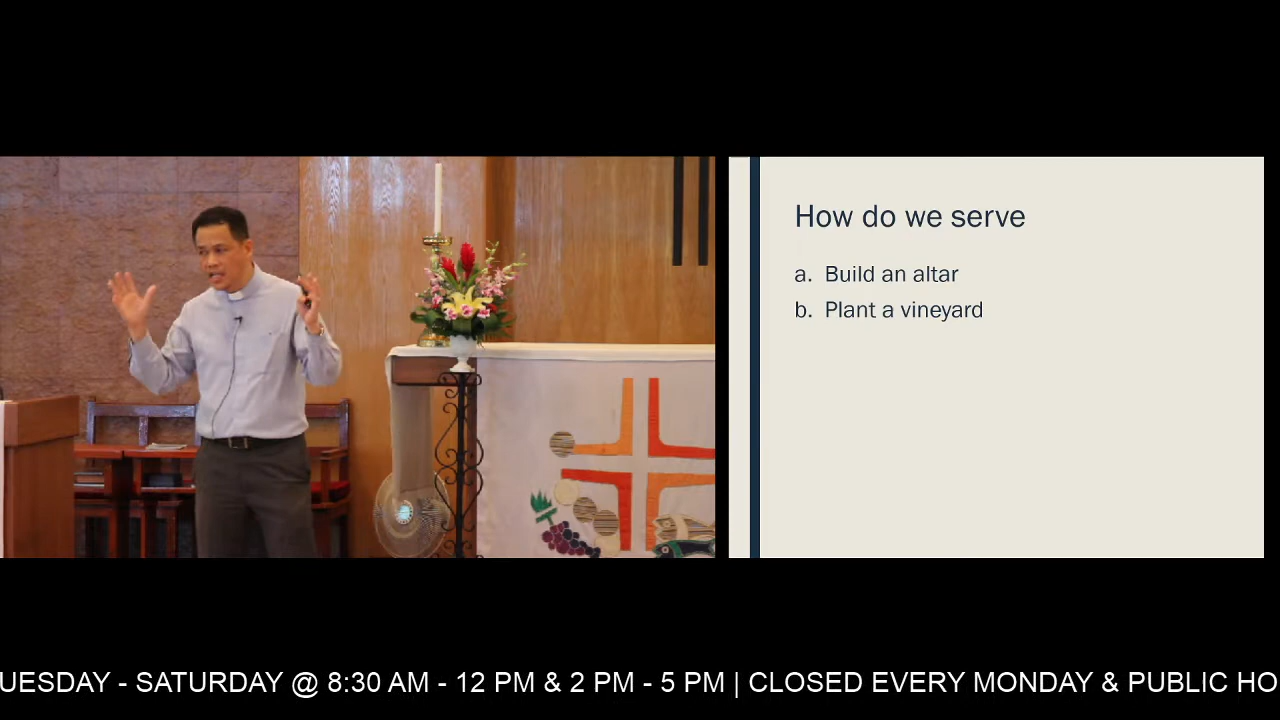 How do we serve
a. Build an altar
b. Plant a vineyard
UESDAY - SATURDAY @ 8:30 AM - 12 PM & 2 PM - 5 PM | CLOSED EVERY MONDAY & PUBLIC HO